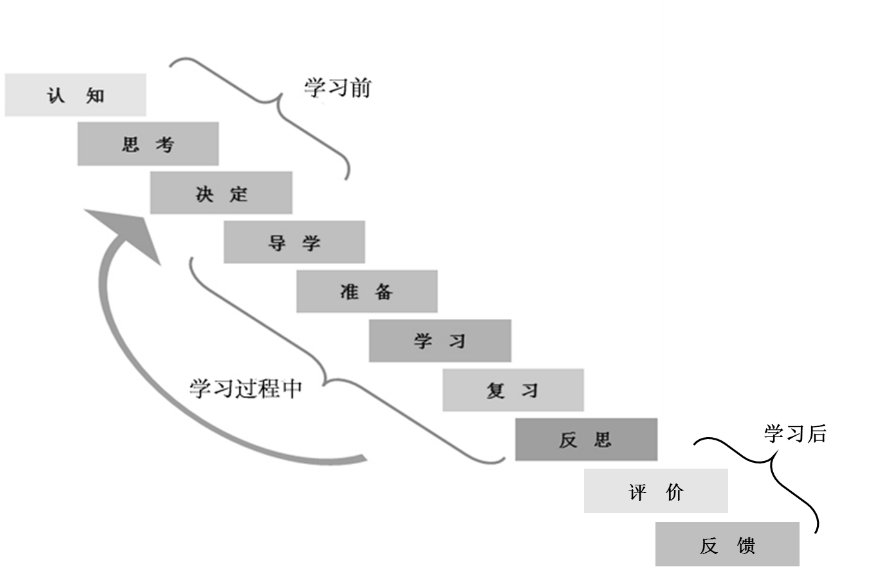 学习前
认 知
思 考
决 定
导 学
准 备
学 习
学习过程中
复 习
反 思
学习后
评 价
反 馈